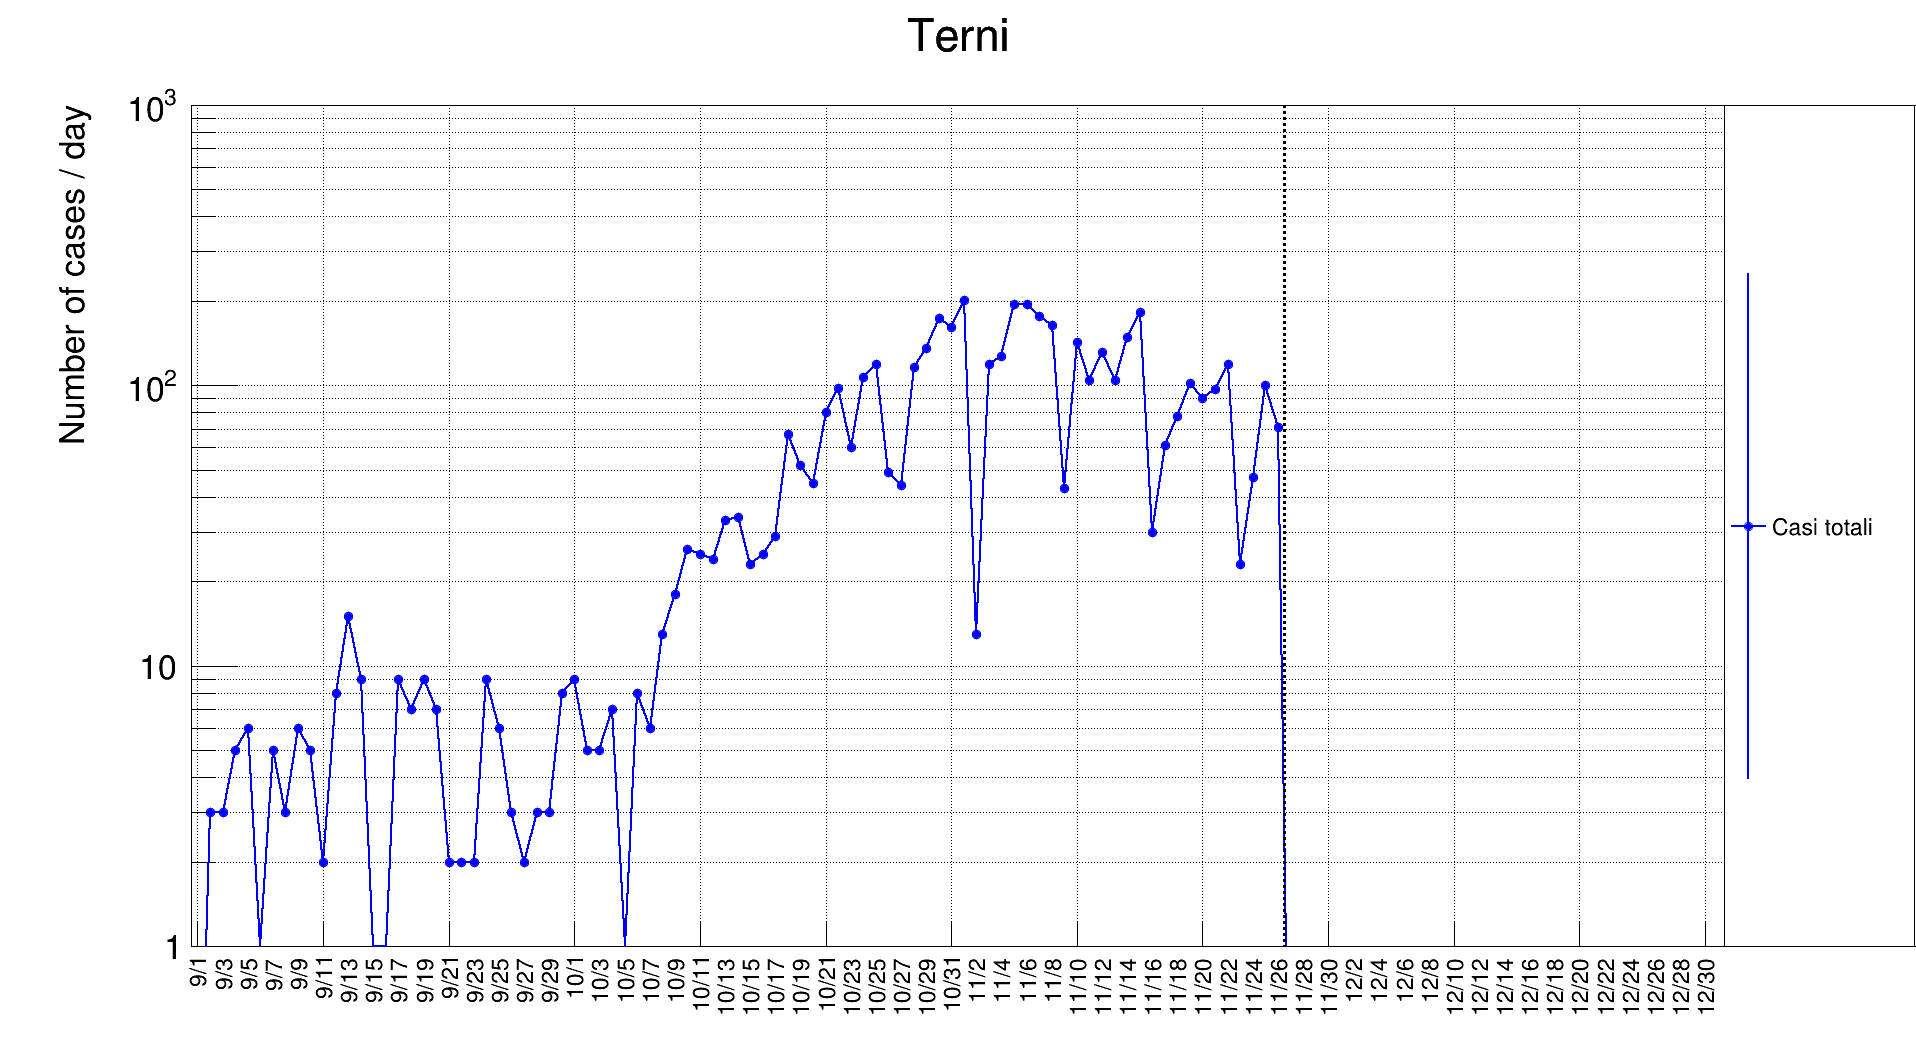 Terni
Number of cases / day
10³
10²
10
1
9/1 9/3 9/5 9/7 9/9 9/11 9/13 9/15 9/17 9/19 9/21 9/23 9/25 9/27 9/29 10/1 10/3 10/5 10/7 10/9 10/11 10/13 10/15 10/17 10/19 10/21 10/23 10/25 10/27 10/29 10/31 11/2 11/4 11/6 11/8 11/10 11/12 11/14 11/16 11/18 11/20 11/22 11/24 11/26 11/28 11/30 12/2 12/4 12/6 12/8 12/10 12/12 12/14 12/16 12/18 12/20 12/22 12/24 12/26 12/28 12/30
Casi totali